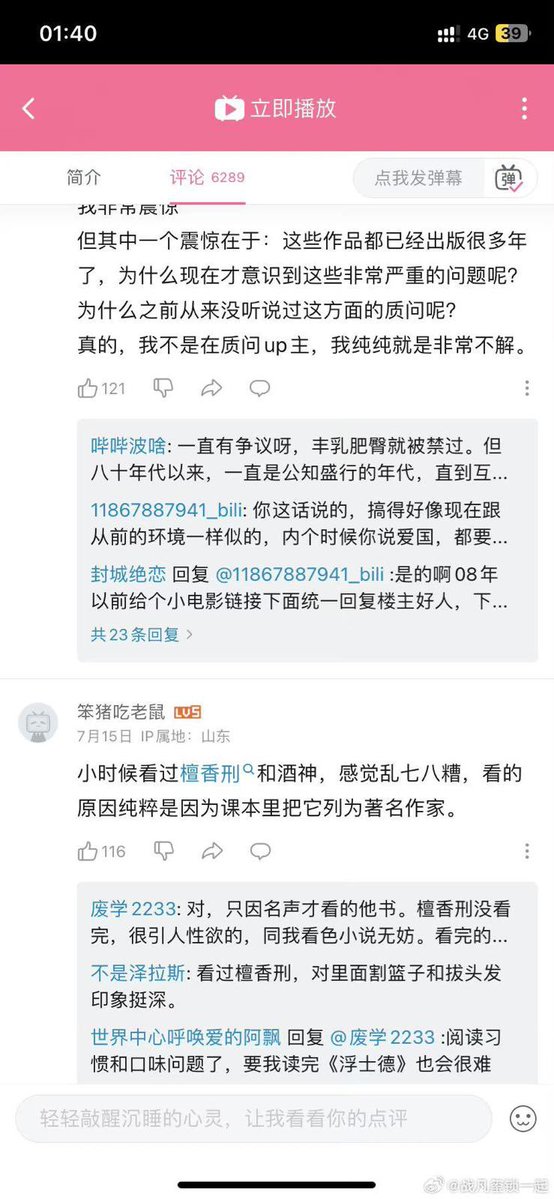 01:40
4G 39
立即播放
简介
评论 6289
点我发弹幕
弹
我非常震惊
但其中一个震惊在于：这些作品都已经出版很多年
了，为什么现在才意识到这些非常严重的问题呢？
为什么之前从来没听说过这方面的质问呢？
真的，我不是在质问up主，我纯纯就是非常不解。
121
哔哔波啥: 一直有争议呀，丰乳肥臀就被禁过。但
八十年代以来，一直是公知盛行的年代，直到互...
11867887941_bili: 你这话说的，搞得好像现在跟
从前的环境一样似的，内个时候你说爱国，都要...
封城绝恋 回复 @11867887941_bili :是的啊08年
以前给个小电影链接下面统一回复楼主好人，下...
共23条回复
笨猪吃老鼠 LV5
7月15日 IP属地：山东
小时候看过檀香刑和酒神，感觉乱七八糟，看的
原因纯粹是因为课本里把它列为著名作家。
116
废学2233: 对，只因名声才看的他书。檀香刑没看
完，很引人性欲的，同我看色小说无妨。看完的...
不是泽拉斯: 看过檀香刑，对里面割篮子和拔头发
印象挺深。
世界中心呼唤爱的阿飘 回复 @废学2233 :阅读习
惯和口味问题了，要我读完《浮士德》也会很难
轻轻敲醒沉睡的心灵，让我看看你的点评